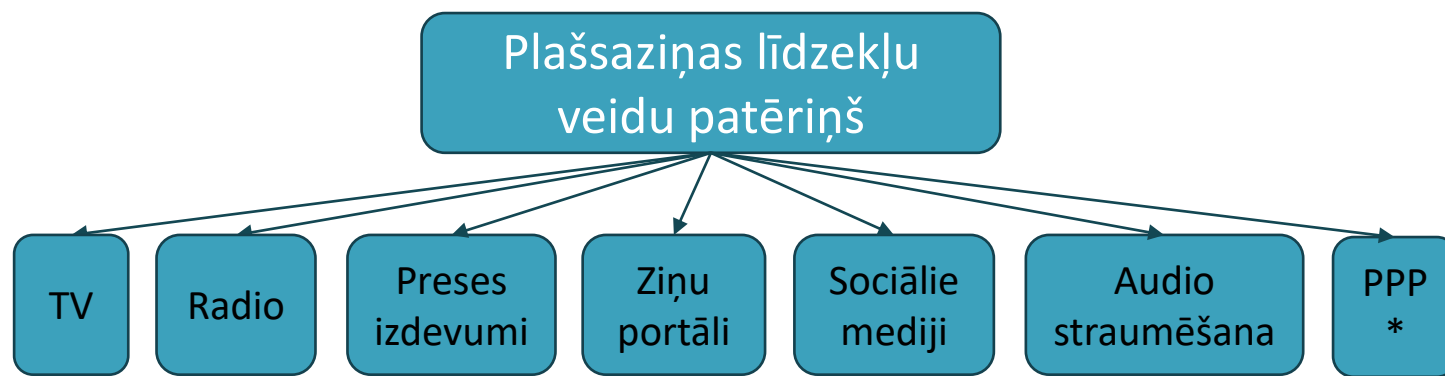 Plašsaziņas līdzekļu
veidu patēriņš
TV
Radio
Preses
izdevumi
Ziņu
portāli
Sociālie
mediji
Audio
straumēšana
PPP
*